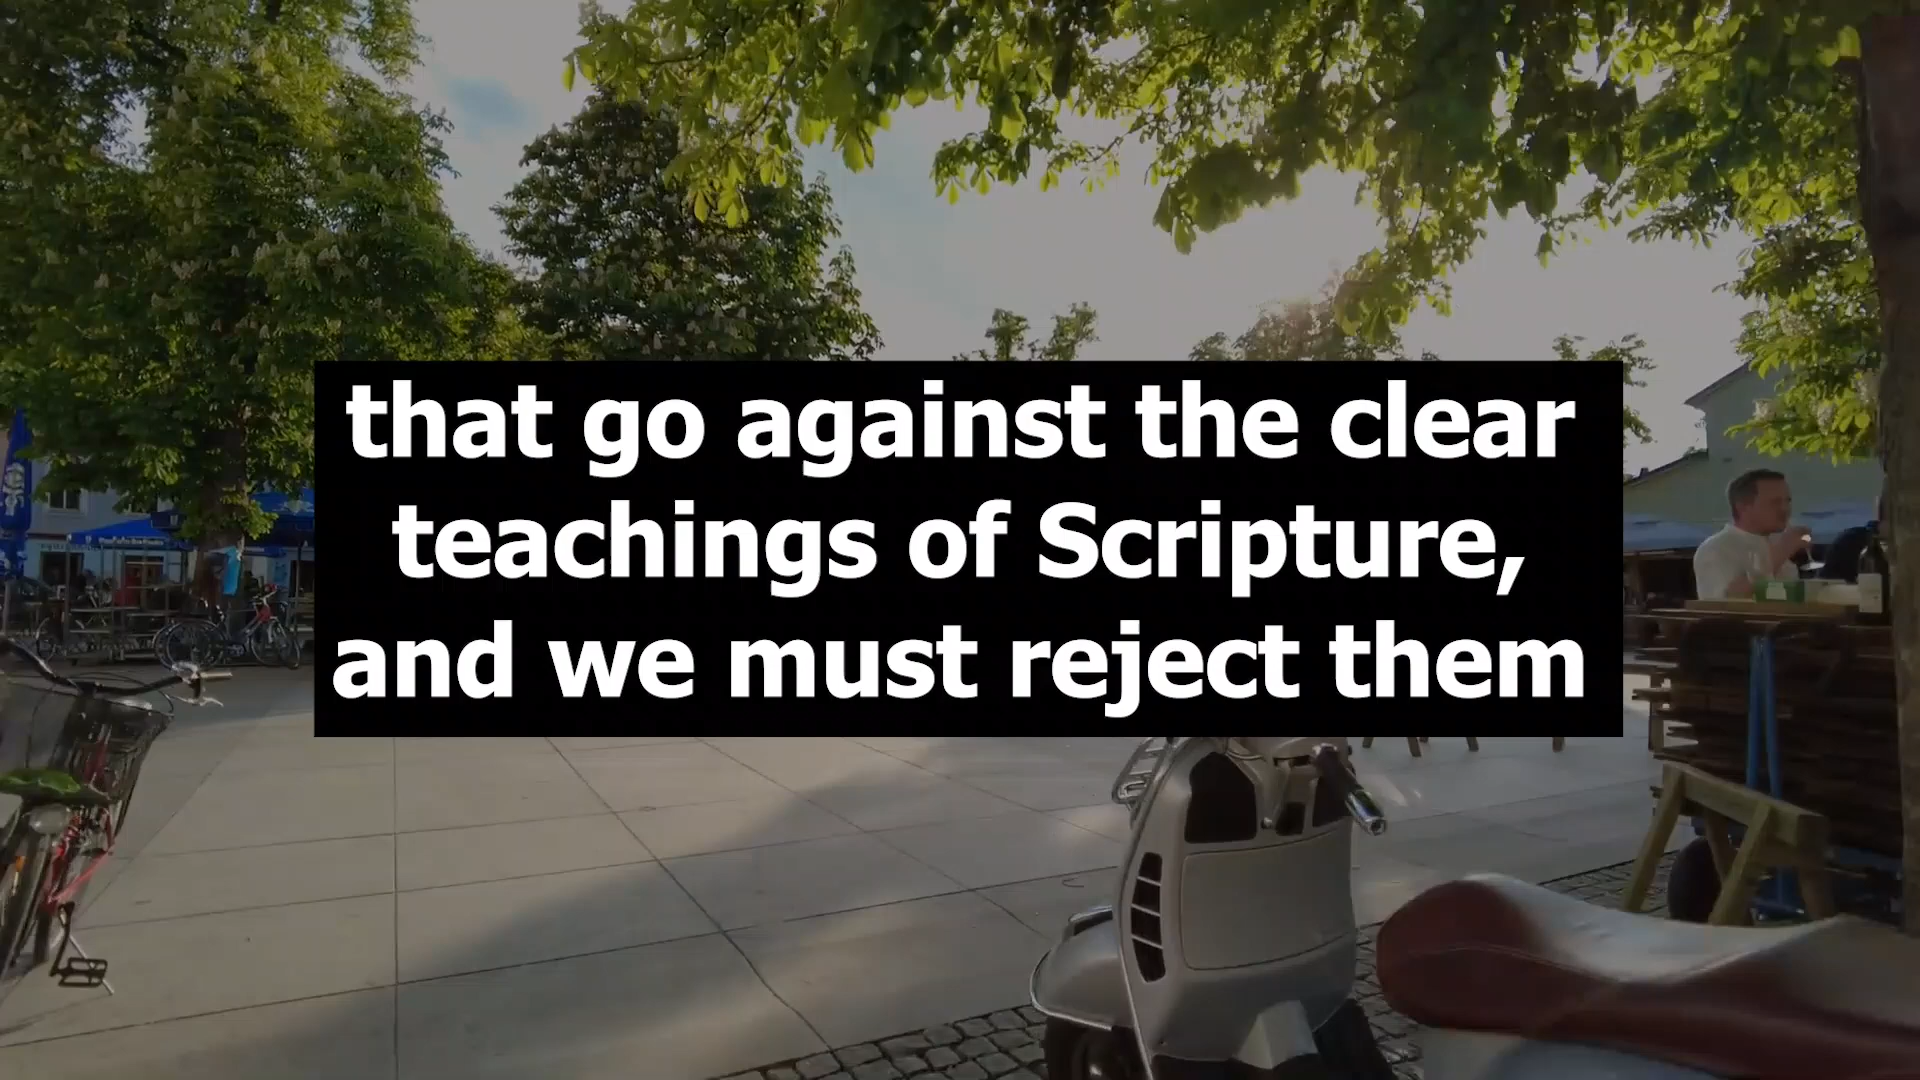 that go against the clear
teachings of Scripture,
and we must reject them